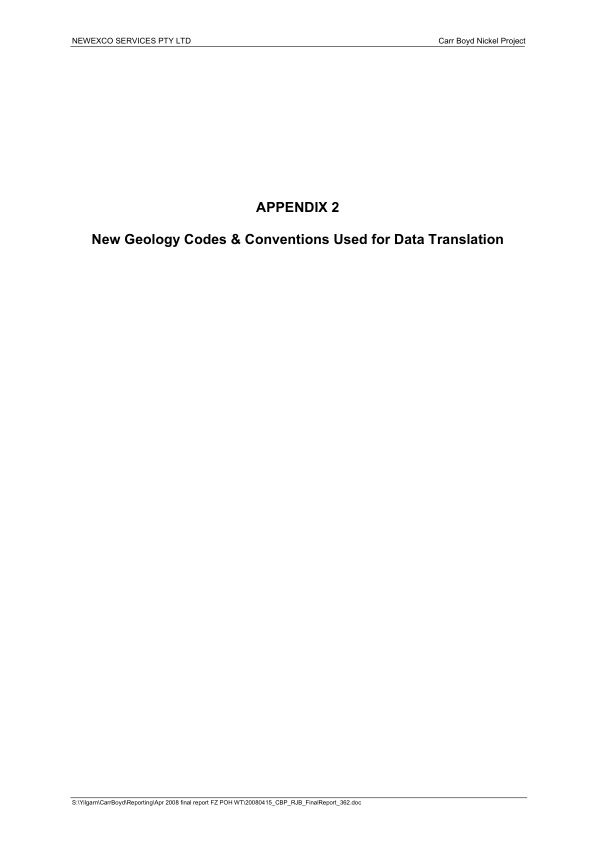 NEWEXCO SERVICES PTY LTD Carr Boyd Nickel Project
APPENDIX 2
New Geology Codes & Conventions Used for Data Translation
S:\Yilgarn\CarrBoyd\Reporting\Apr 2008 final report FZ POH WT\20080415_CBP_RJB_FinalReport_362.doc